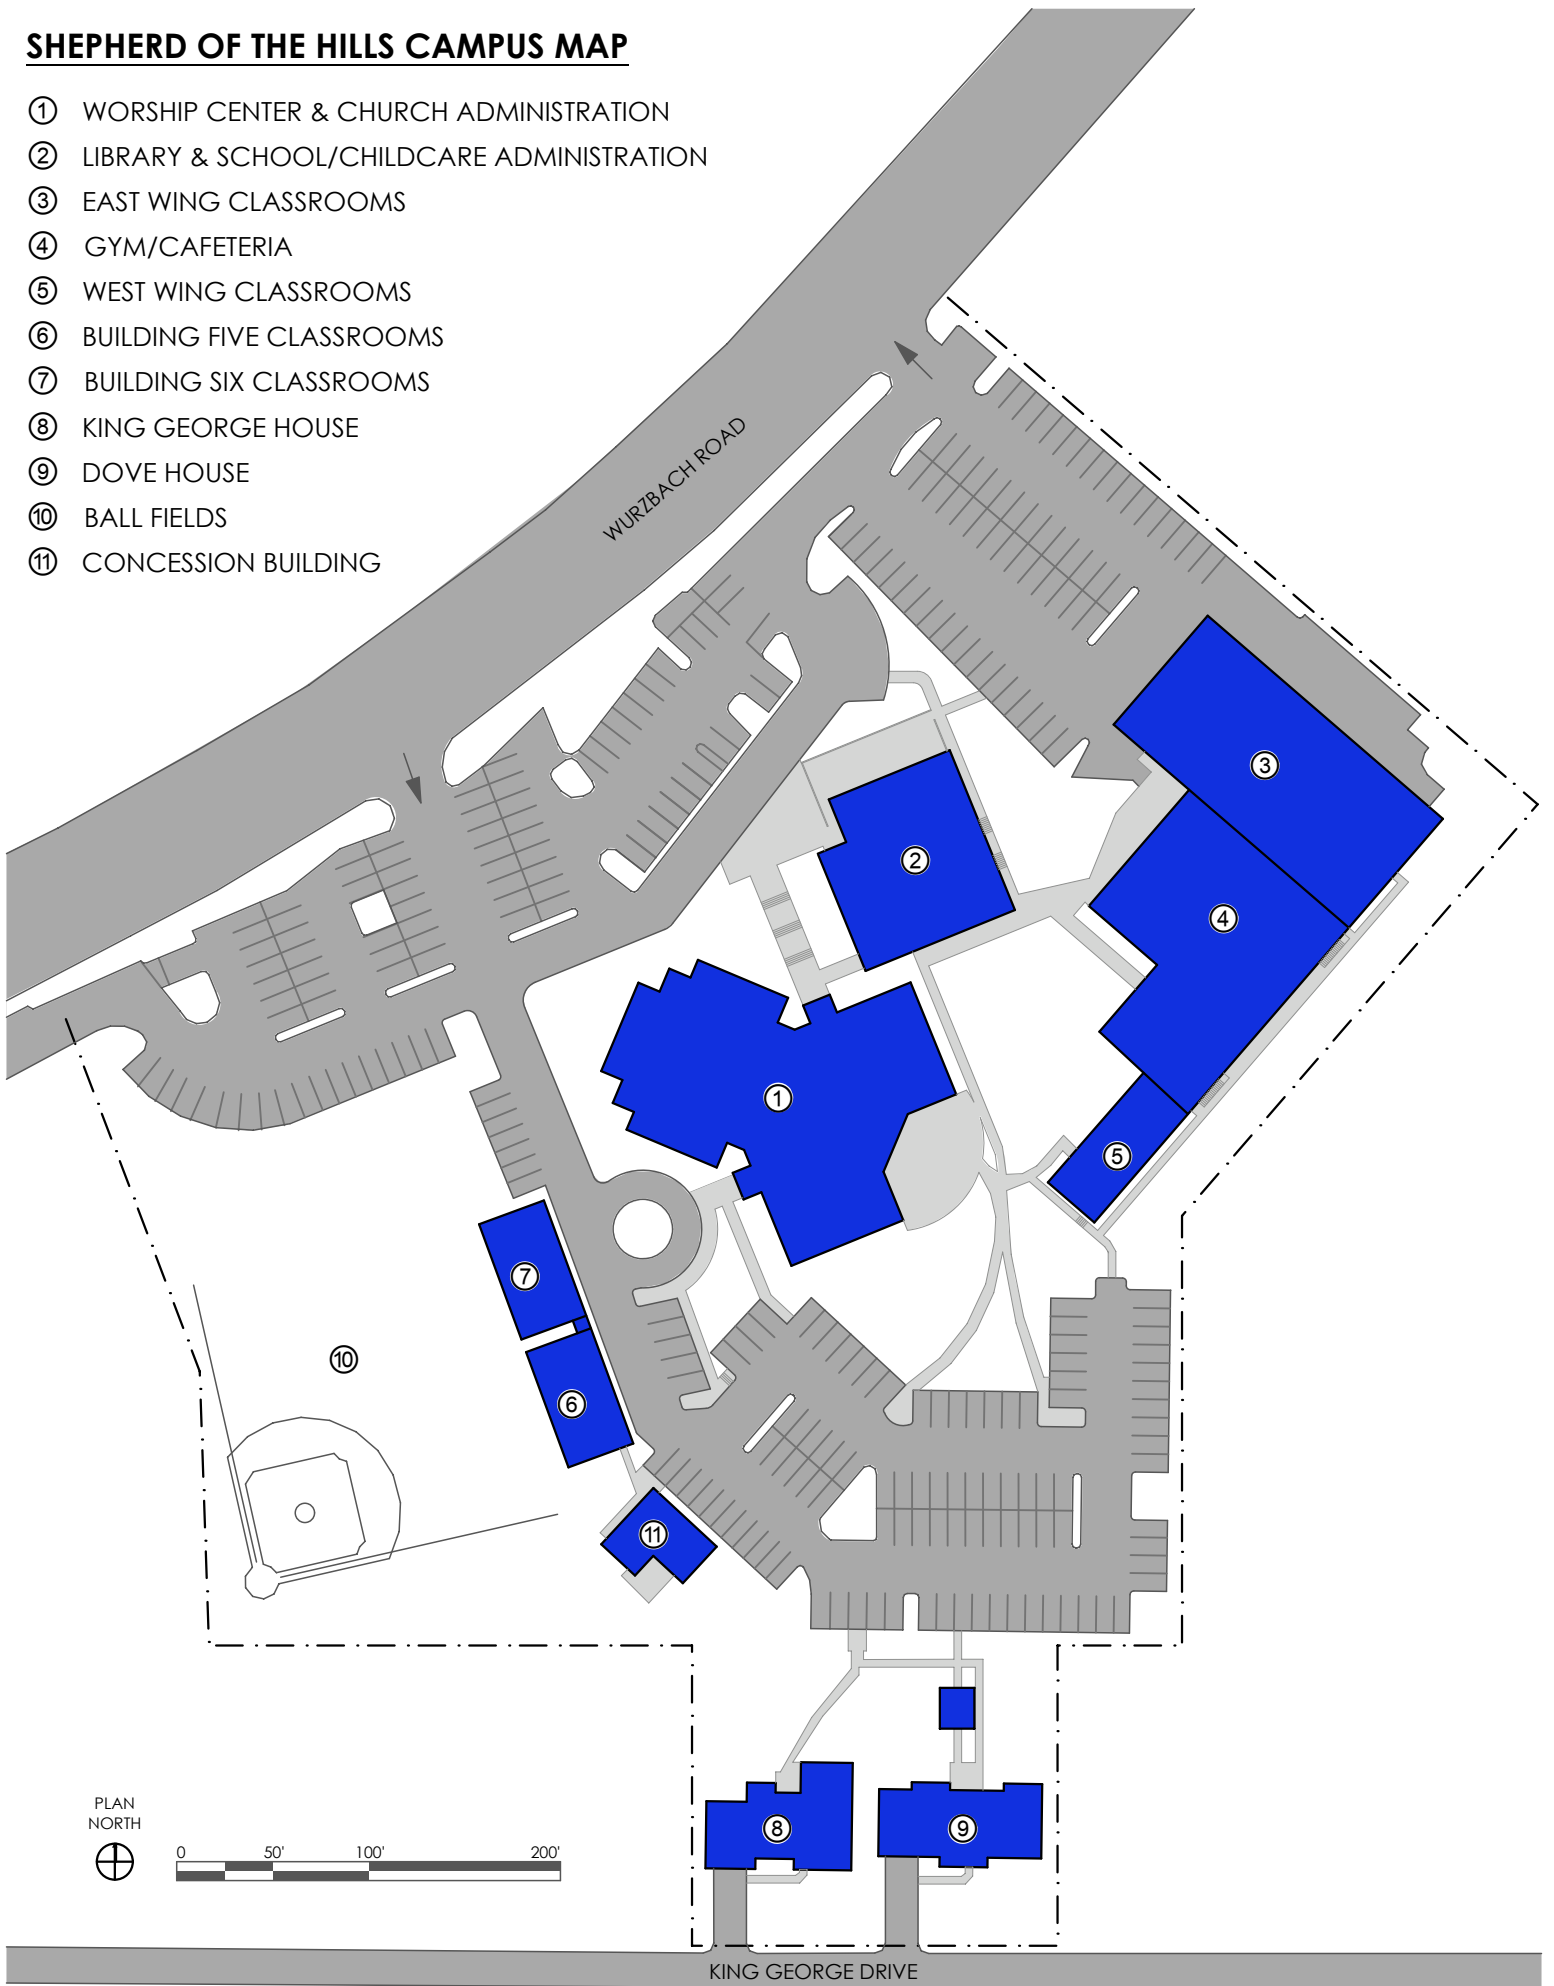 SHEPHERD OF THE HILLS CAMPUS MAP
1 WORSHIP CENTER & CHURCH ADMINISTRATION
2 LIBRARY & SCHOOL/CHILDCARE ADMINISTRATION
3 EAST WING CLASSROOMS
4 GYM/CAFETERIA
5 WEST WING CLASSROOMS
6 BUILDING FIVE CLASSROOMS
7 BUILDING SIX CLASSROOMS
8 KING GEORGE HOUSE
9 DOVE HOUSE
10 BALL FIELDS
11 CONCESSION BUILDING
WURZBACH ROAD
3
2
4
1
5
7
10
6
11
8
9
PLAN
NORTH
0 50' 100' 200'
KING GEORGE DRIVE